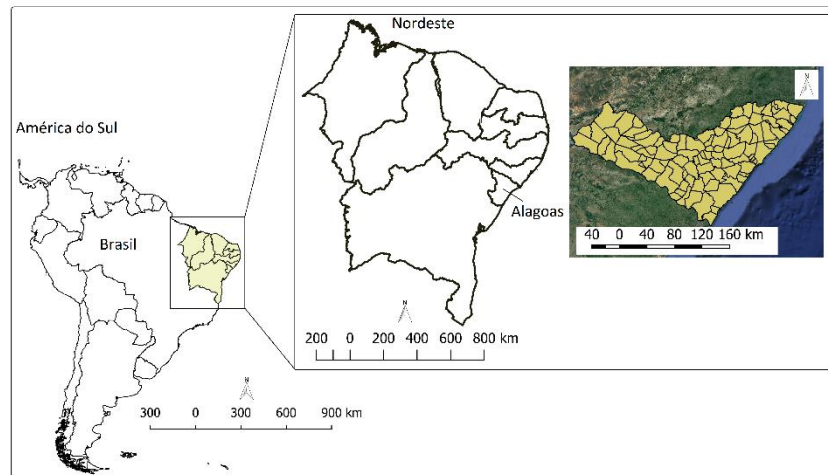 Nordeste
América do Sul
Brasil
Alagoas
N
40 0 40 80 120 160 km
N
200 0 200 400 600 800 km
N
300 0 300 600 900 km